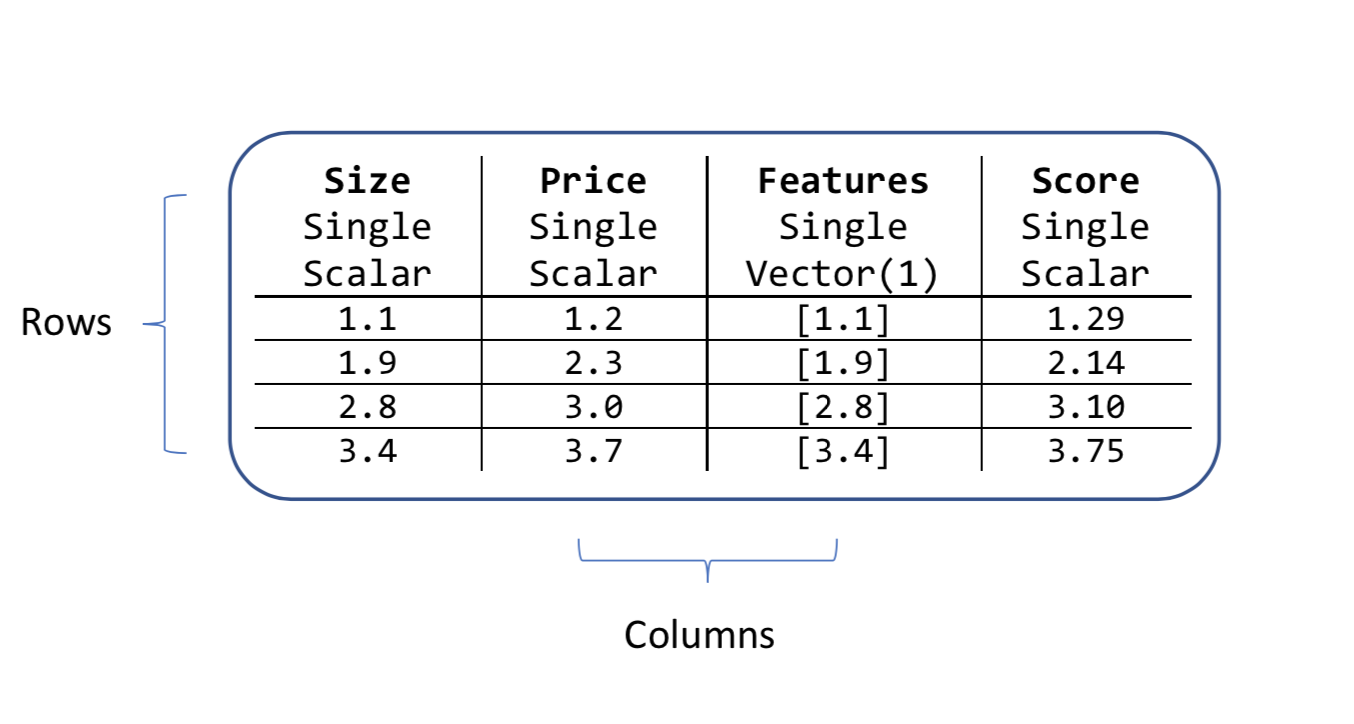 Size Price Features Score
Single Single Single Single
Scalar Scalar Vector(1) Scalar
1.1 1.2 [1.1] 1.29
Rows
1.9 2.3 [1.9] 2.14
2.8 3.0 [2.8] 3.10
3.4 3.7 [3.4] 3.75
Columns